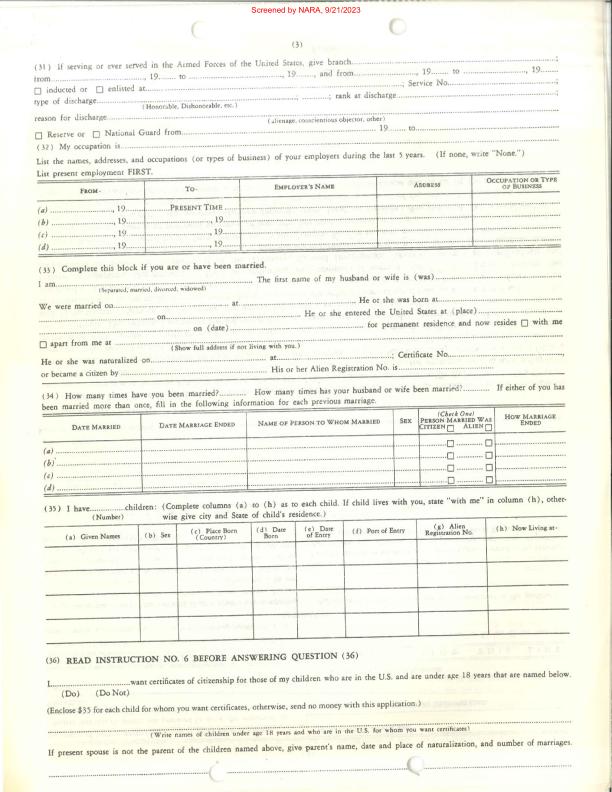 Screened by NARA, 9/21/2023
(3)
(31) If serving or ever served in the Armed Forces of the United States, give branch....................;
from...................., 19...... to ...................., 19......, and from...................., 19...... to ...................., 19......;
☐ inducted or ☐ enlisted at....................; Service No.....................
type of discharge....................; ........; rank at discharge....................
(Honorable, Dishonorable, etc.)
reason for discharge....................
(alienage, conscientious objector, other)
☐ Reserve or ☐ National Guard from.................... 19...... to....................
(32) My occupation is....................
List the names, addresses, and occupations (or types of business) of your employers during the last 5 years. (If none, write "None.")
List present employment FIRST.
FROM- TO- EMPLOYER'S NAME ADDRESS OCCUPATION OR TYPE OF BUSINESS
(a) ...................., 19...... ......PRESENT TIME......
(b) ...................., 19...... ...................., 19......
(c) ...................., 19...... ...................., 19......
(d) ...................., 19...... ...................., 19......
(33) Complete this block if you are or have been married.
I am.................... The first name of my husband or wife is (was)....................
(Separated, married, divorced, widowed)
We were married on.................... at.................... He or she was born at....................
.................... on.................... He or she entered the United States at (place)....................
.................... on (date).................... for permanent residence and now resides ☐ with me
☐ apart from me at ....................
(Show full address if not living with you.)
He or she was naturalized on.................... at....................; Certificate No....................,
or became a citizen by .................... His or her Alien Registration No. is....................
(34) How many times have you been married?............ How many times has your husband or wife been married?............ If either of you has
been married more than once, fill in the following information for each previous marriage.
DATE MARRIED DATE MARRIAGE ENDED NAME OF PERSON TO WHOM MARRIED SEX (Check One) PERSON MARRIED WAS CITIZEN ☐ ALIEN ☐ HOW MARRIAGE ENDED
(a) .................... ☐ ............ ☐
(b) .................... ☐ ............ ☐
(c) .................... ☐ ............ ☐
(d) .................... ☐ ............ ☐
(35) I have............children: (Complete columns (a) to (h) as to each child. If child lives with you, state "with me" in column (h), other-
(Number) wise give city and State of child's residence.)
(a) Given Names (b) Sex (c) Place Born (Country) (d) Date Born (e) Date of Entry (f) Port of Entry (g) Alien Registration No. (h) Now Living at-
(36) READ INSTRUCTION NO. 6 BEFORE ANSWERING QUESTION (36)
I....................want certificates of citizenship for those of my children who are in the U.S. and are under age 18 years that are named below.
(Do) (Do Not)
(Enclose $35 for each child for whom you want certificates, otherwise, send no money with this application.)
(Write names of children under age 18 years and who are in the U.S. for whom you want certificates)
If present spouse is not the parent of the children named above, give parent's name, date and place of naturalization, and number of marriages.